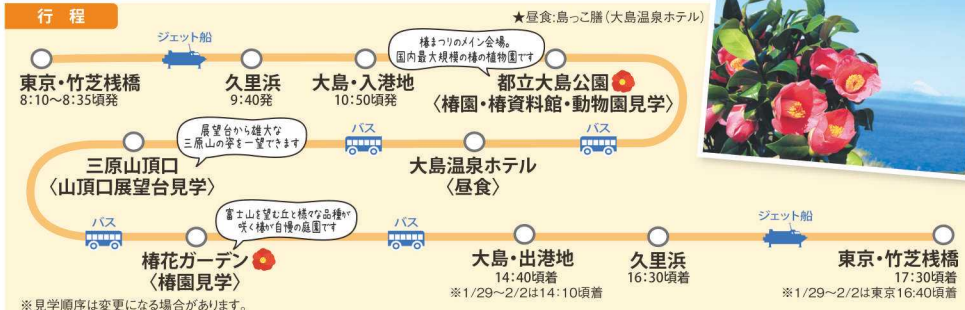 行程
★昼食:島っこ膳(大島温泉ホテル)
ジェット船
椿まつりのメイン会場。
国内最大規模の椿の植物園です
東京・竹芝桟橋
8:10～8:35頃発
久里浜
9:40発
大島・入港地
10:50頃発
都立大島公園
〈椿園・椿資料館・動物園見学〉
展望台から雄大な
三原山の姿を一望できます
バス
バス
三原山頂口
〈山頂口展望台見学〉
大島温泉ホテル
〈昼食〉
バス
富士山を望む丘と様々な品種が
咲く椿が自慢の庭園です
バス
ジェット船
椿花ガーデン
〈椿園見学〉
大島・出港地
14:40頃着
※1/29～2/2は14:10頃着
久里浜
16:30頃着
東京・竹芝桟橋
17:30頃着
※1/29～2/2は東京16:40頃着
※見学順序は変更になる場合があります。